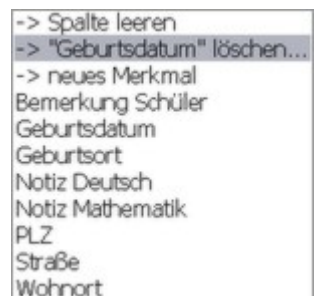 -> Spalte leeren
-> "Geburtsdatum" löschen...
-> neues Merkmal
Bemerkung Schüler
Geburtsdatum
Geburtsort
Notiz Deutsch
Notiz Mathematik
PLZ
Straße
Wohnort